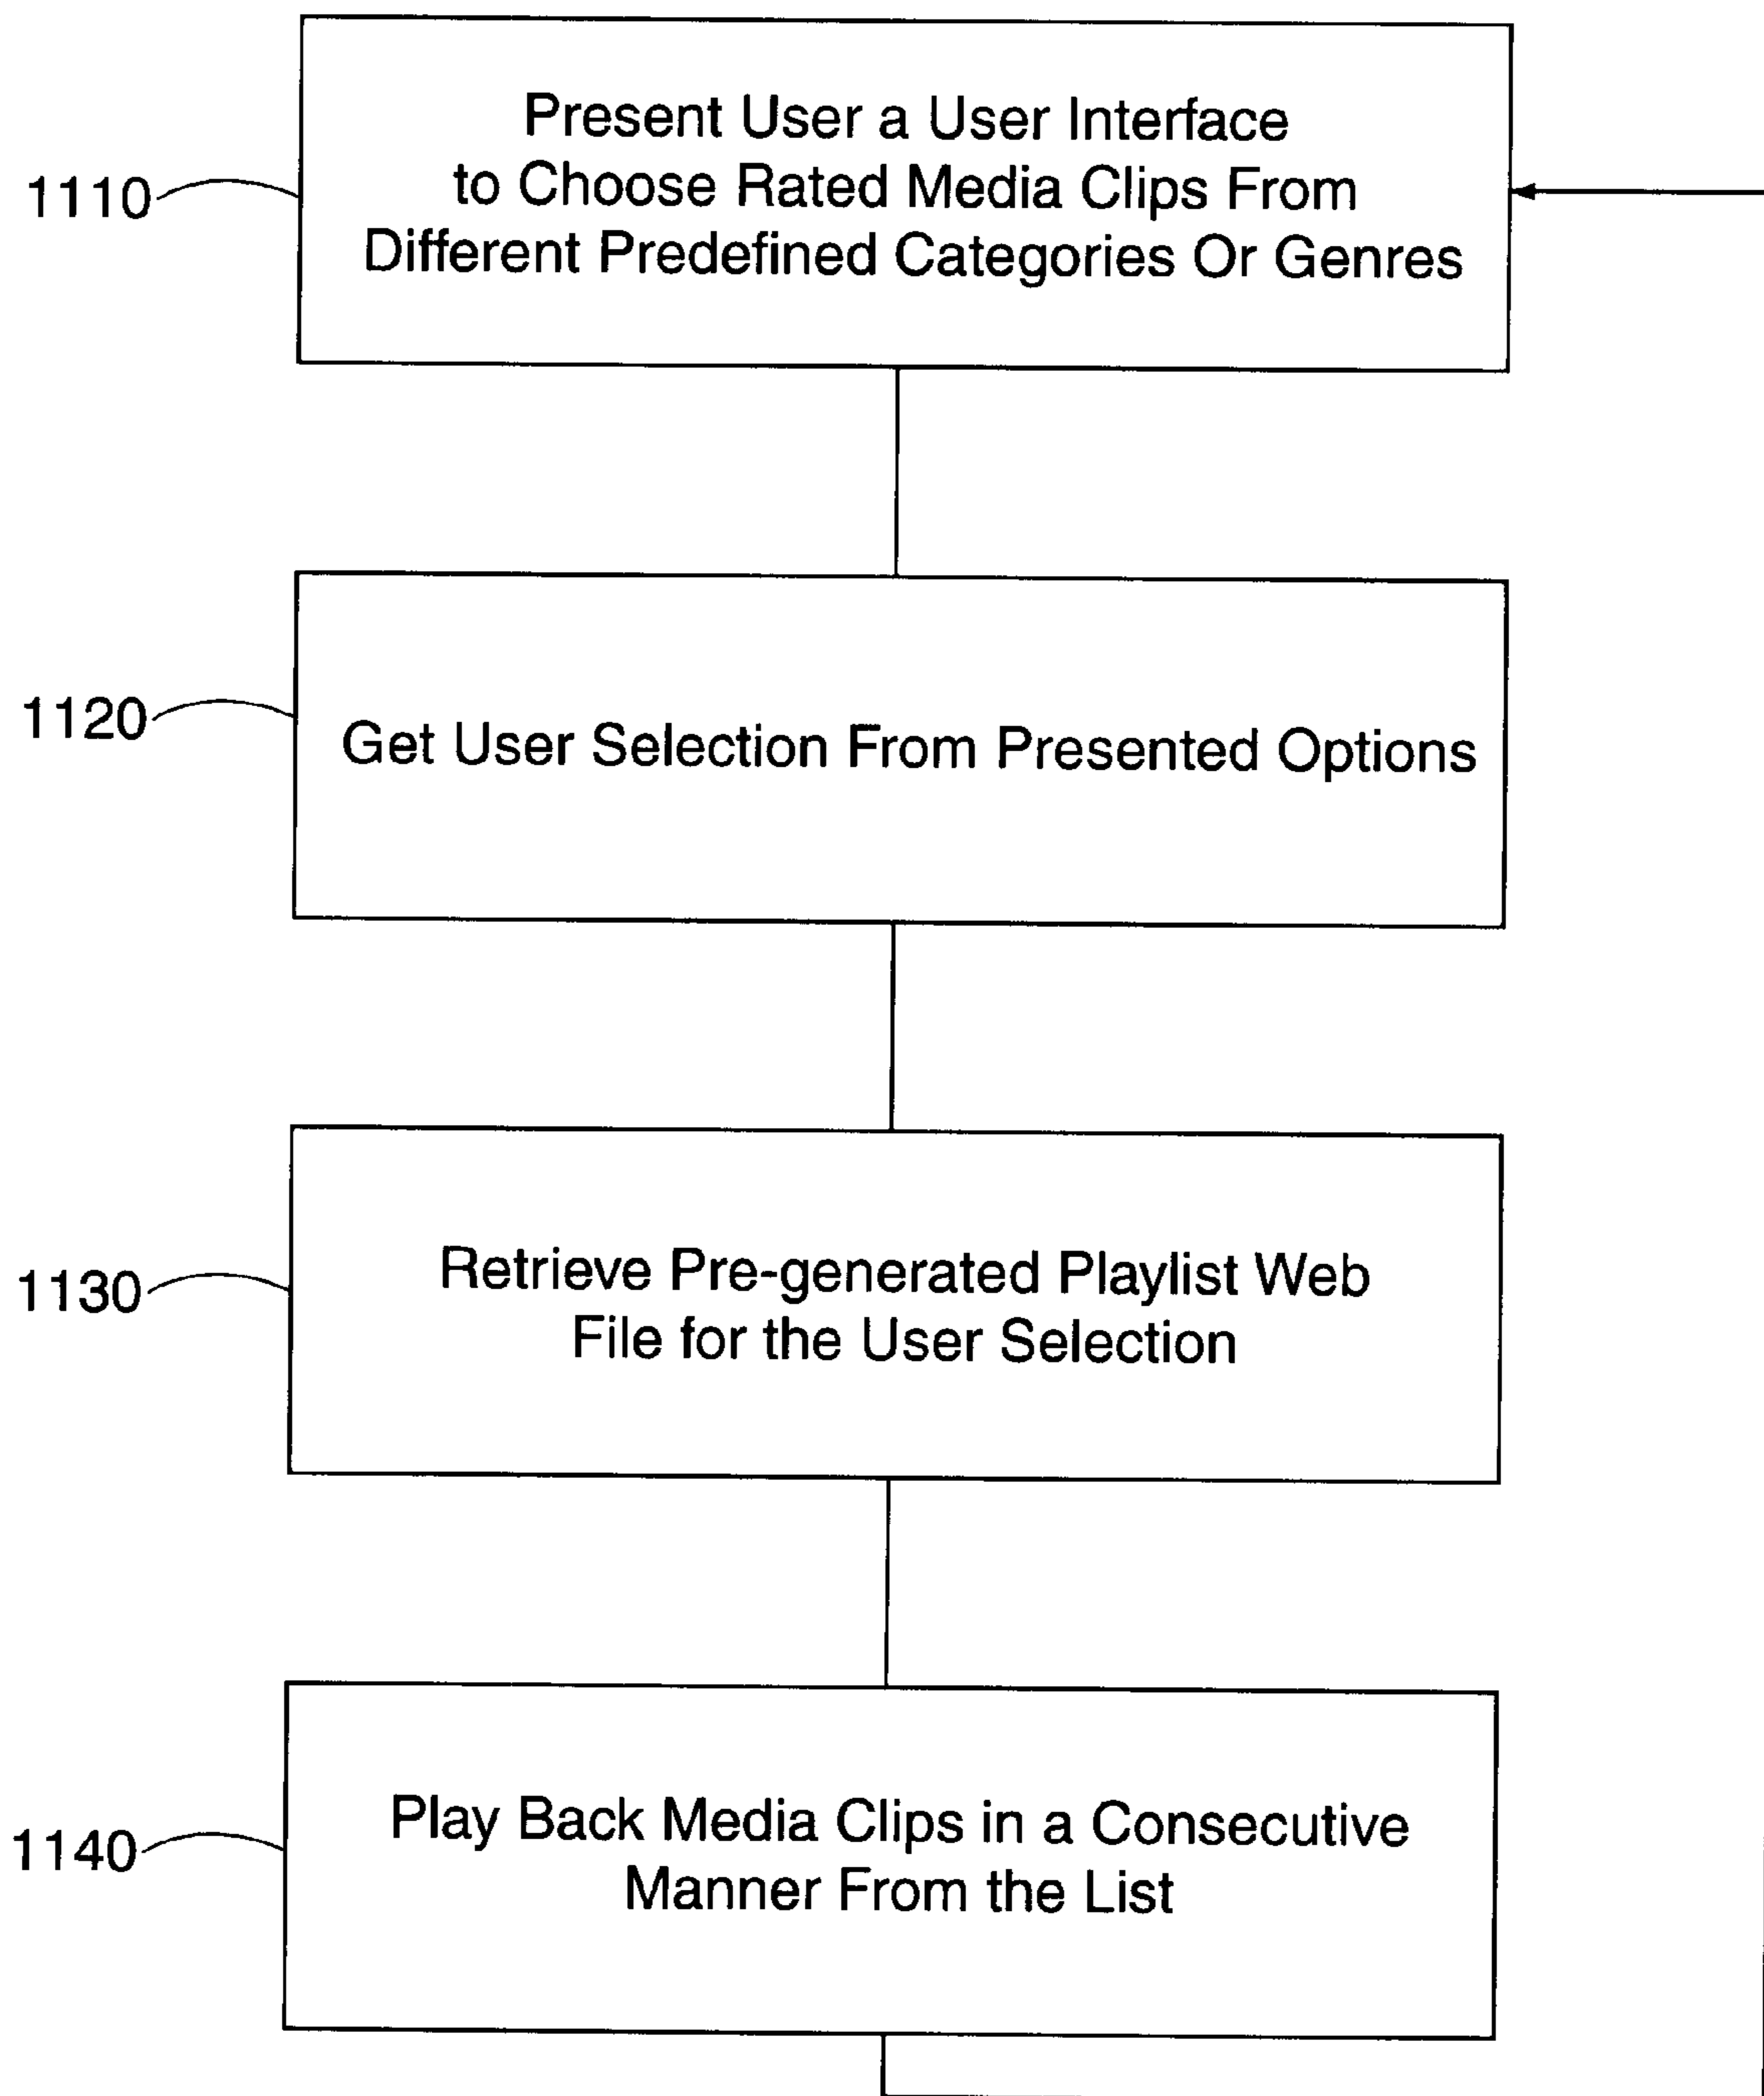 1110
Present User a User Interface
to Choose Rated Media Clips From
Different Predefined Categories Or Genres
1120
Get User Selection From Presented Options
1130
Retrieve Pre-generated Playlist Web
File for the User Selection
1140
Play Back Media Clips in a Consecutive
Manner From the List